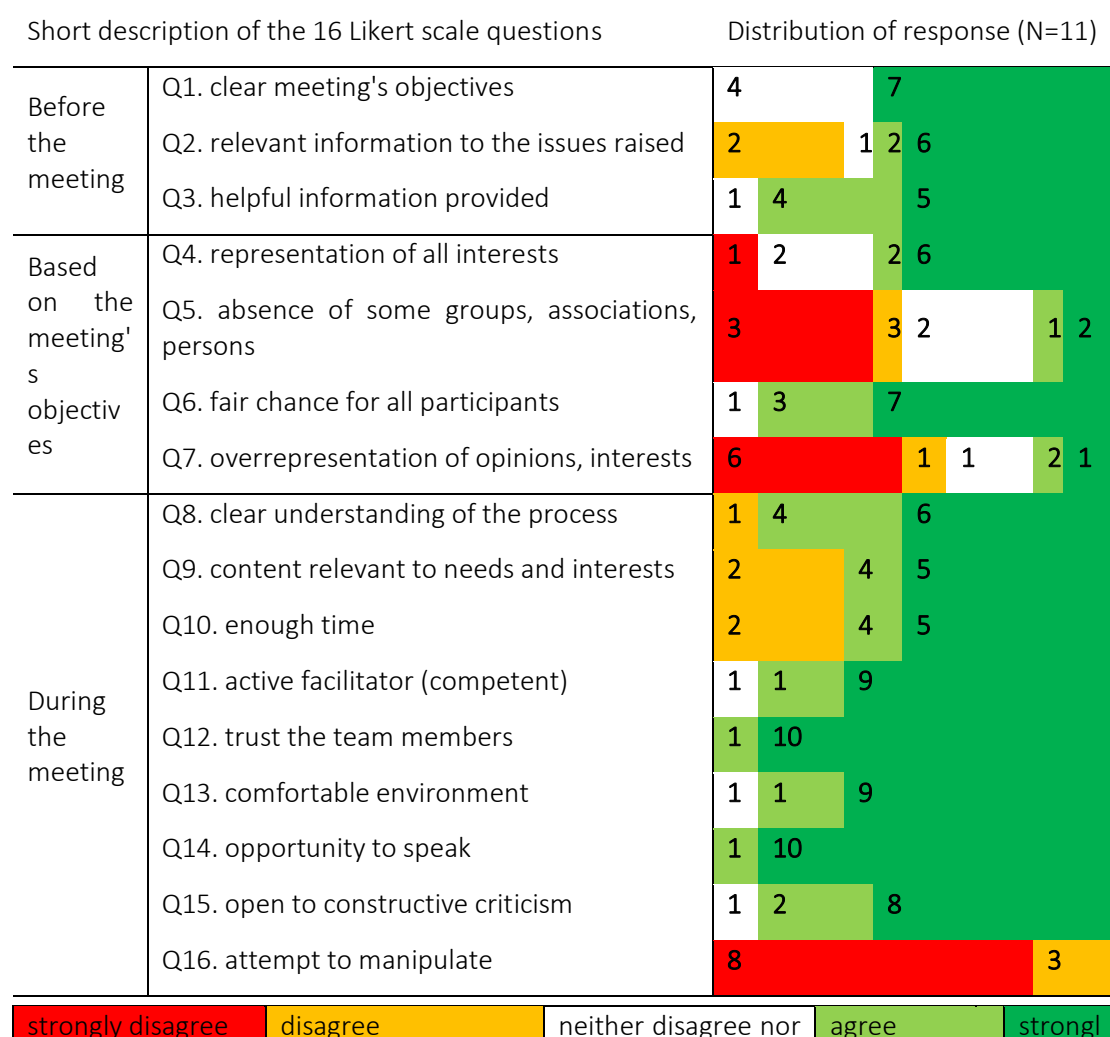 Short description of the 16 Likert scale questions Distribution of response (N=11)
Before
the
meeting
Q1. clear meeting's objectives 4 7
Q2. relevant information to the issues raised 2 1 2 6
Q3. helpful information provided 1 4 5
Based
on the
meeting'
s
objectiv
es
Q4. representation of all interests 1 2 2 6
Q5. absence of some groups, associations,
persons 3 3 2 1 2
Q6. fair chance for all participants 1 3 7
Q7. overrepresentation of opinions, interests 6 1 1 2 1
During
the
meeting
Q8. clear understanding of the process 1 4 6
Q9. content relevant to needs and interests 2 4 5
Q10. enough time 2 4 5
Q11. active facilitator (competent) 1 1 9
Q12. trust the team members 1 10
Q13. comfortable environment 1 1 9
Q14. opportunity to speak 1 10
Q15. open to constructive criticism 1 2 8
Q16. attempt to manipulate 8 3
strongly disagree disagree neither disagree nor agree strongl